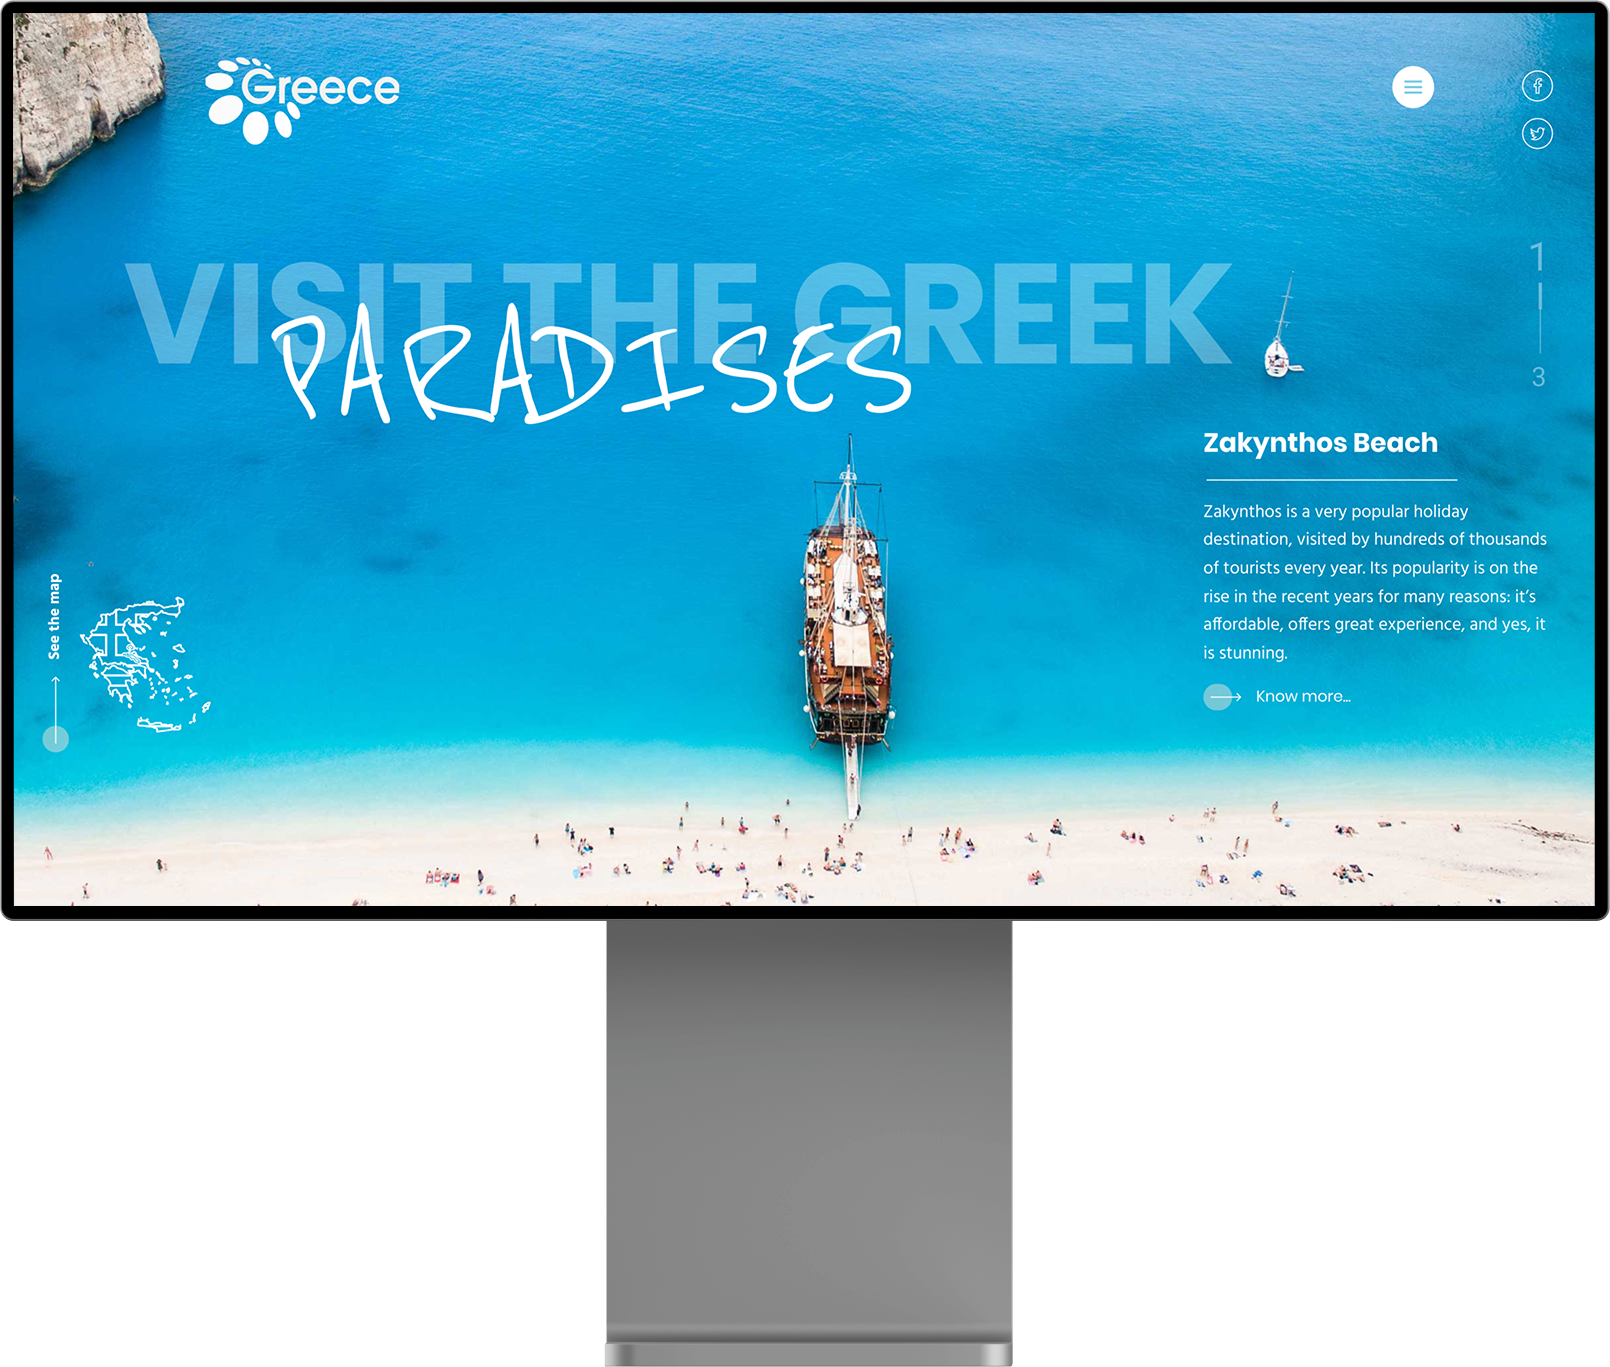 Greece
VISIT THE GREEK
PARADISES
1
3
Zakynthos Beach
Zakynthos is a very popular holiday
destination, visited by hundreds of thousands
of tourists every year. Its popularity is on the
rise in the recent years for many reasons: it’s
affordable, offers great experience, and yes, it
is stunning.
Know more...
See the map